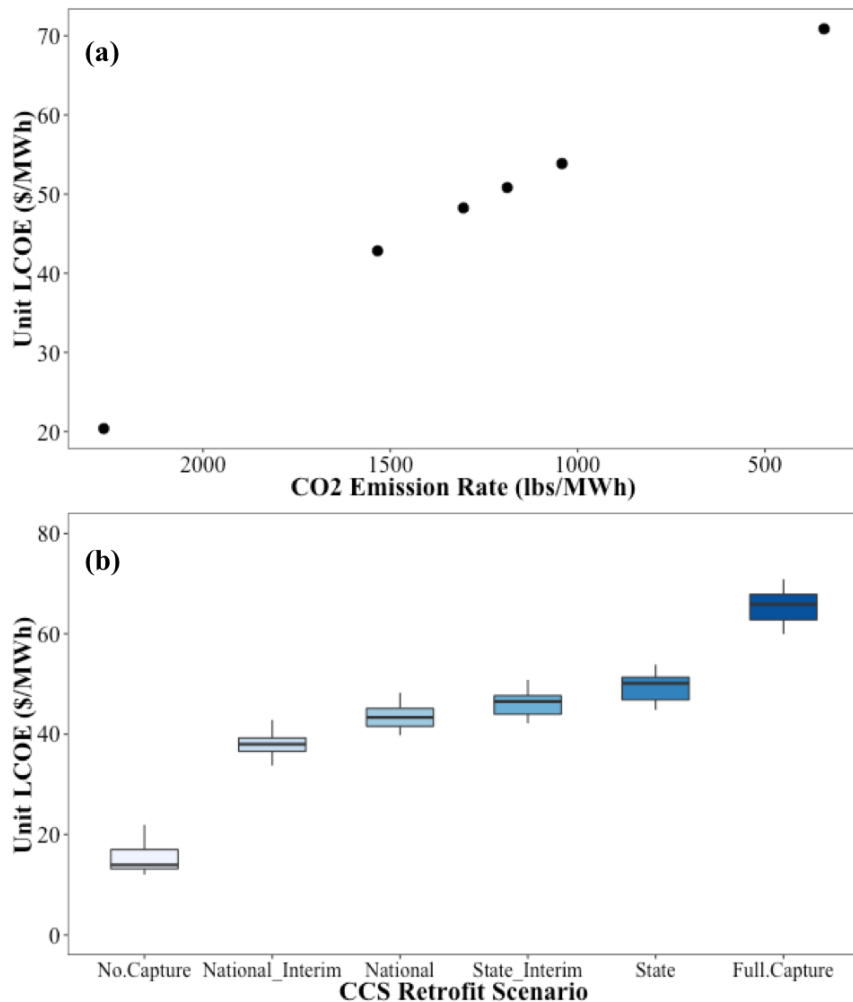 (a)
Unit LCOE ($/MWh)
70
60
50
40
30
20
2000 1500 1000 500
CO2 Emission Rate (lbs/MWh)
(b)
Unit LCOE ($/MWh)
80
60
40
20
0
No.Capture National_Interim National State_Interim State Full.Capture
CCS Retrofit Scenario